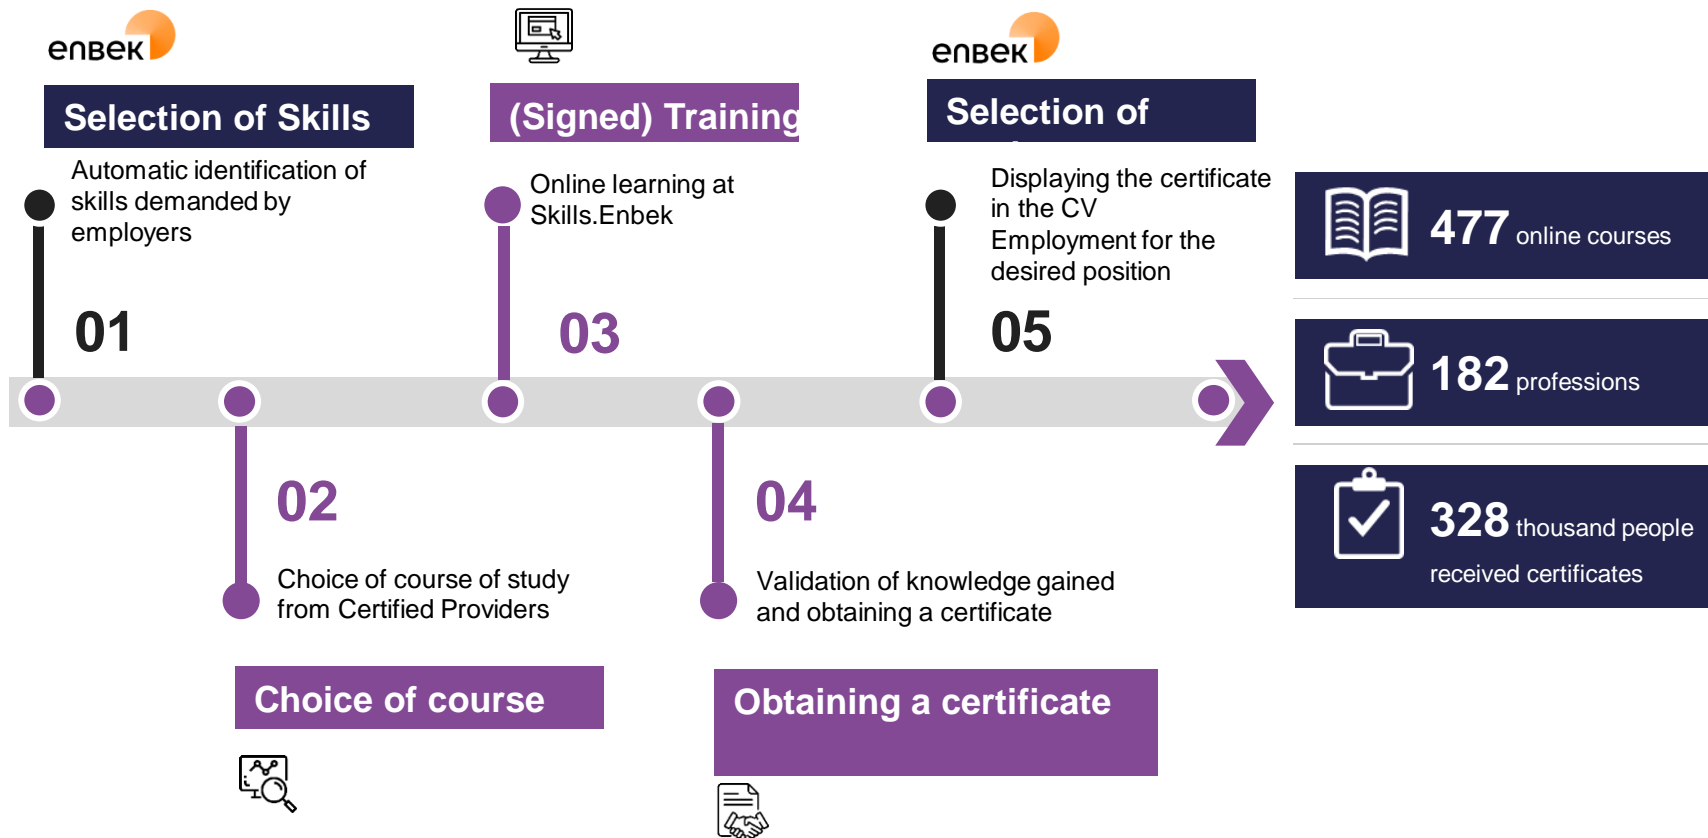 enвeк
Selection of Skills
Automatic identification of
skills demanded by
employers
01
02
Choice of course of study
from Certified Providers
Choice of course
(Signed) Training
Online learning at
Skills.Enbek
03
04
Validation of knowledge gained
and obtaining a certificate
Obtaining a certificate
enвeк
Selection of
Displaying the certificate
in the CV
Employment for the
desired position
05
477 online courses
182 professions
328 thousand people
received certificates